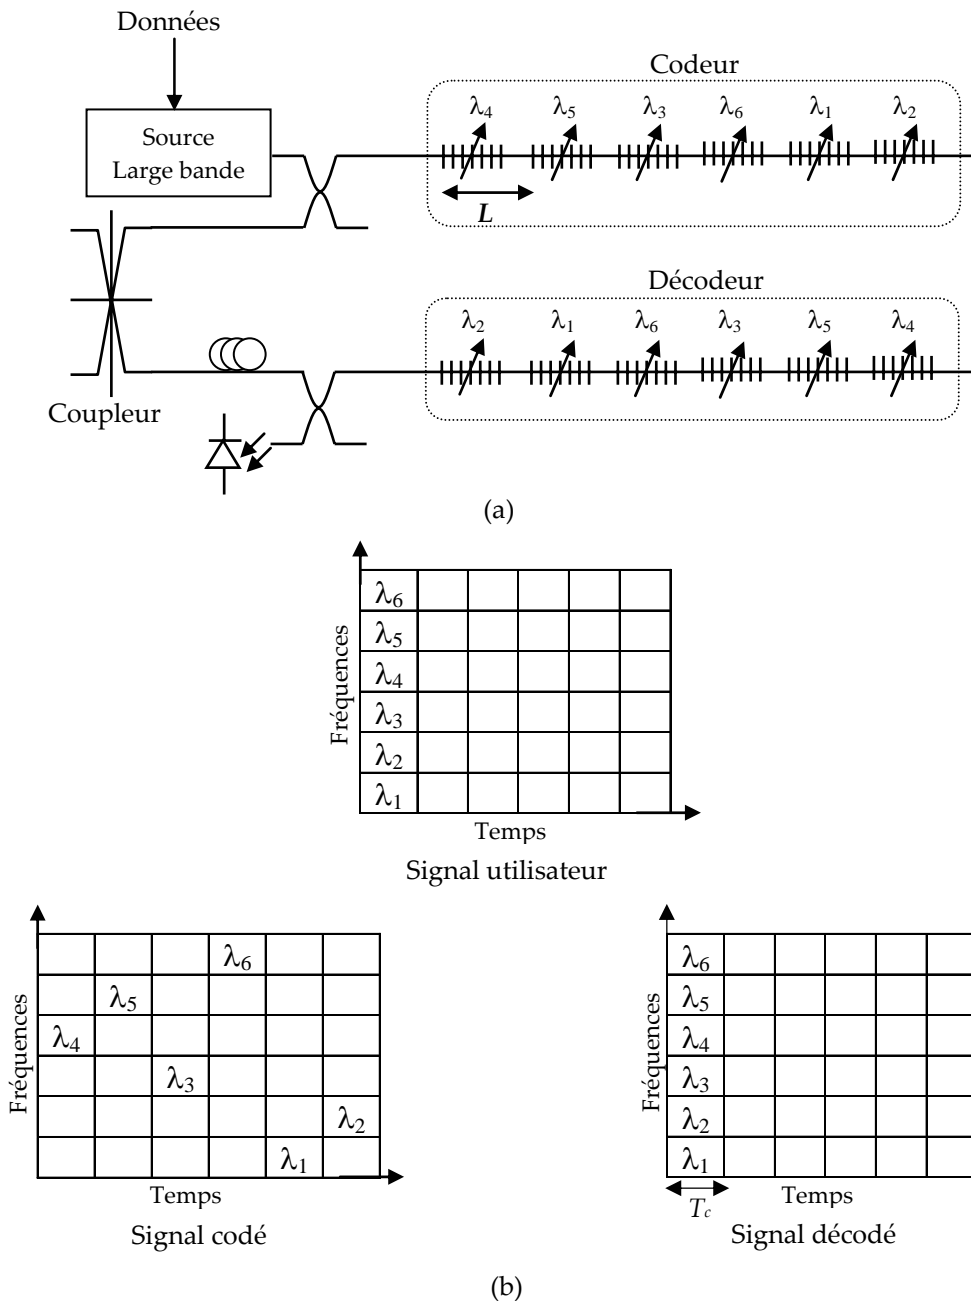 Données
Codeur
Source
Large bande
λ4 λ5 λ3 λ6 λ1 λ2
L
Décodeur
λ2 λ1 λ6 λ3 λ5 λ4
Coupleur
(a)
Fréquences
λ6
λ5
λ4
λ3
λ2
λ1
Temps
Signal utilisateur
Fréquences
λ6
λ5
λ4
λ3
λ2
λ1
Temps
Signal codé
Fréquences
λ6
λ5
λ4
λ3
λ2
λ1
Tc
Temps
Signal décodé
(b)